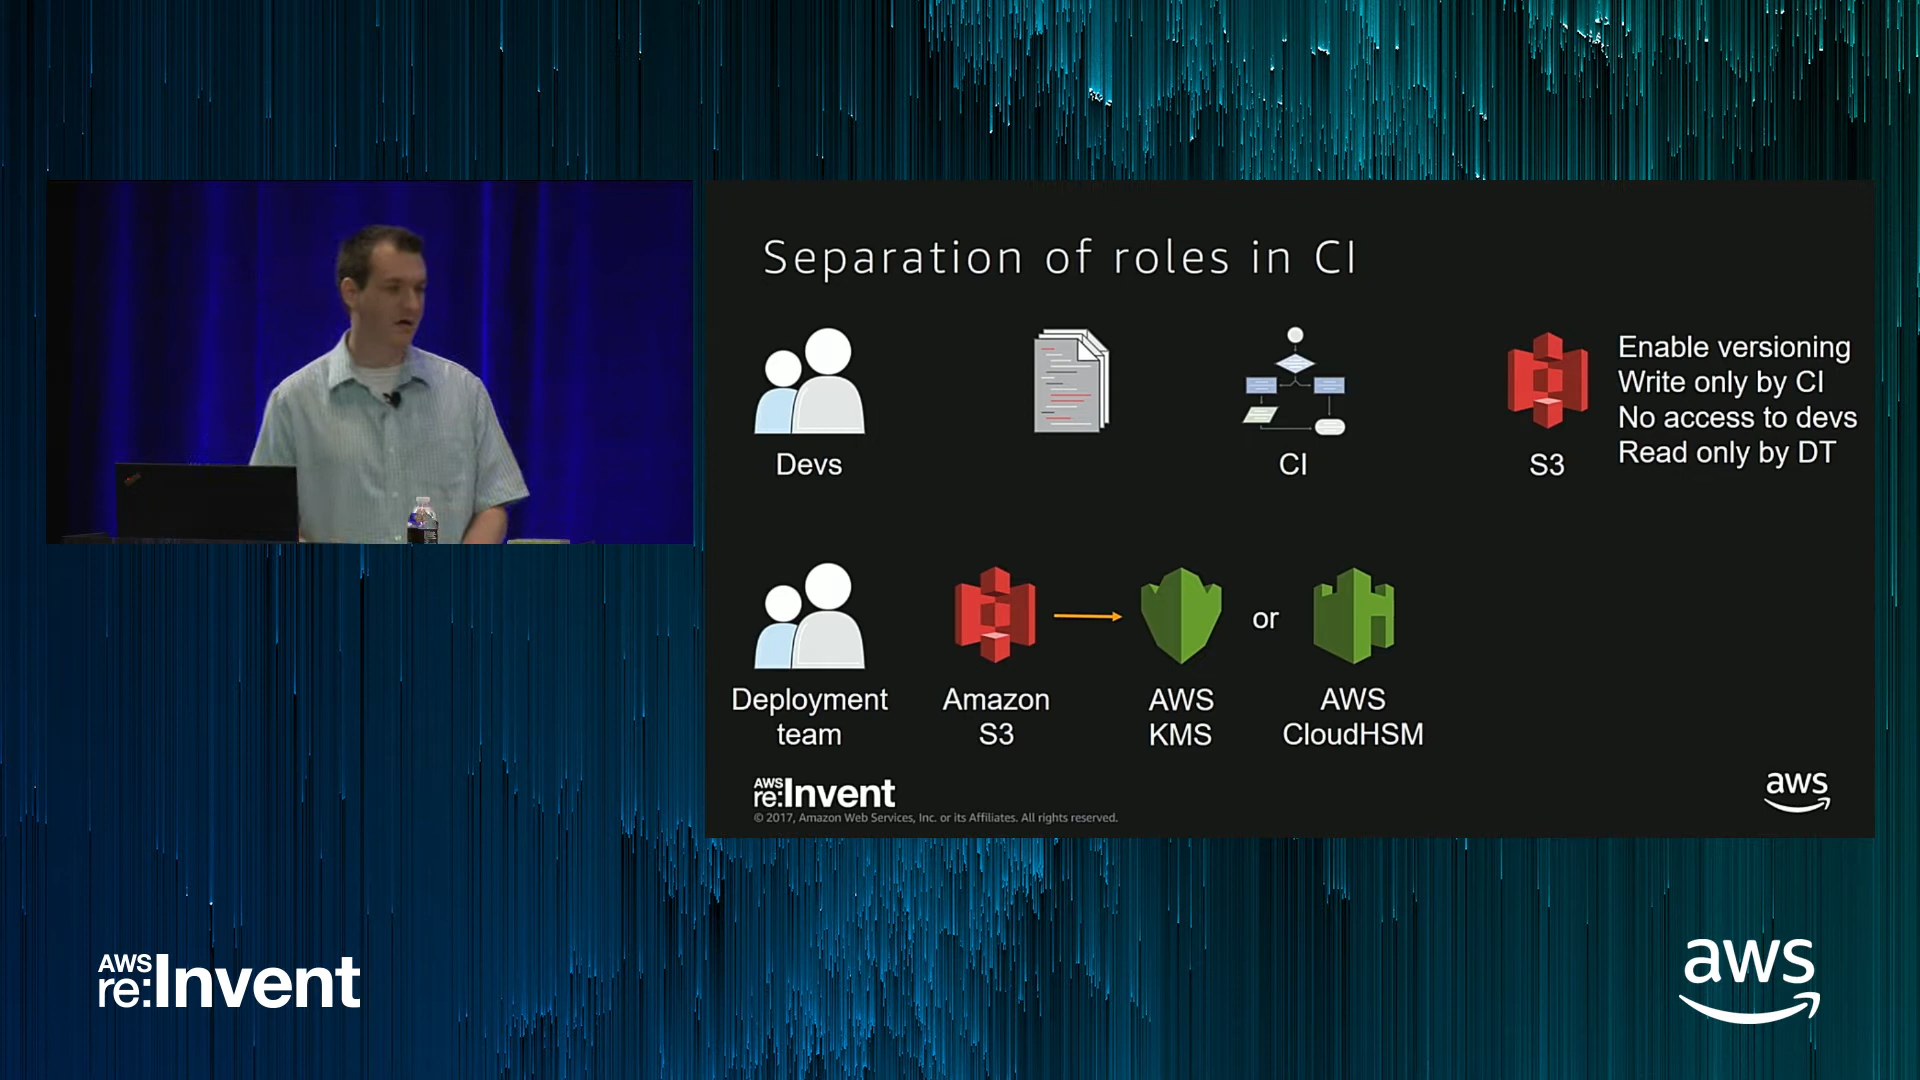 Separation of roles in CI
Devs
CI
S3
Enable versioning
Write only by CI
No access to devs
Read only by DT
Deployment
team
Amazon
S3
AWS
KMS
or
AWS
CloudHSM
AWS
re:Invent
© 2017, Amazon Web Services, Inc. or its Affiliates. All rights reserved.
aws
AWS
re:Invent
aws